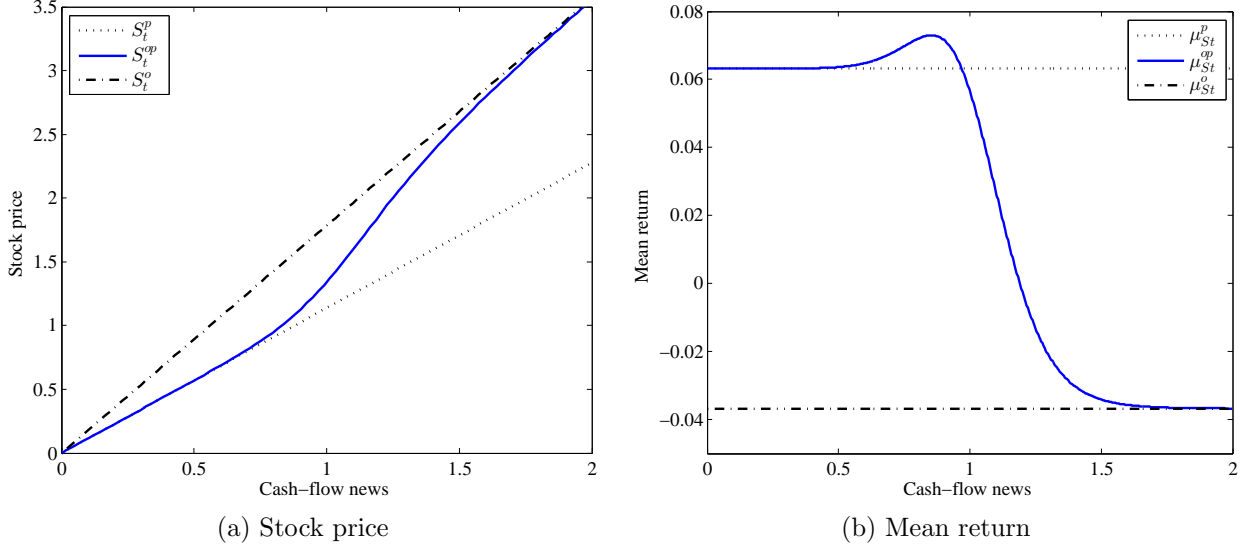 3.5
3
2.5
2
1.5
1
0.5
0
Stock price
S_t^p
S_t^{op}
S_t^o
0 0.5 1 1.5 2
Cash−flow news
(a) Stock price
0.08
0.06
0.04
0.02
0
−0.02
−0.04
Mean return
μ_{St}^p
μ_{St}^{op}
μ_{St}^o
0 0.5 1 1.5 2
Cash−flow news
(b) Mean return